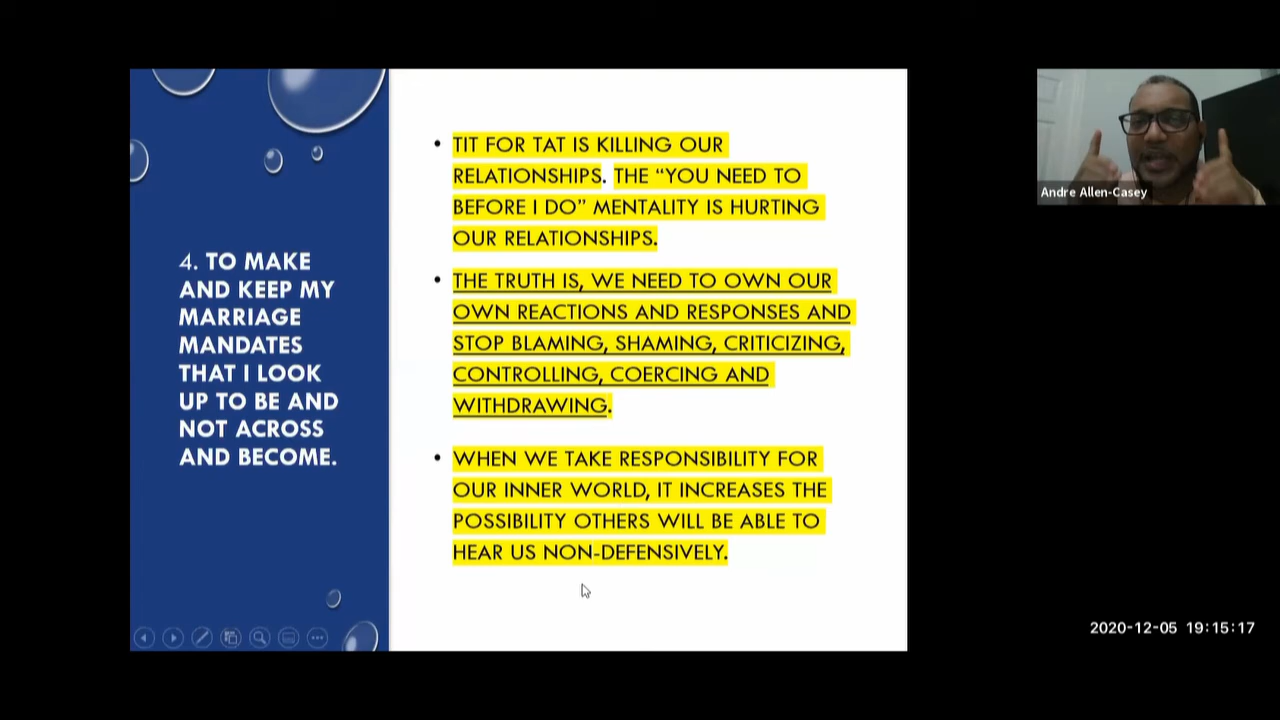 4. TO MAKE
AND KEEP MY
MARRIAGE
MANDATES
THAT I LOOK
UP TO BE AND
NOT ACROSS
AND BECOME.
• TIT FOR TAT IS KILLING OUR
RELATIONSHIPS. THE “YOU NEED TO
BEFORE I DO” MENTALITY IS HURTING
OUR RELATIONSHIPS.
• THE TRUTH IS, WE NEED TO OWN OUR
OWN REACTIONS AND RESPONSES AND
STOP BLAMING, SHAMING, CRITICIZING,
CONTROLLING, COERCING AND
WITHDRAWING.
• WHEN WE TAKE RESPONSIBILITY FOR
OUR INNER WORLD, IT INCREASES THE
POSSIBILITY OTHERS WILL BE ABLE TO
HEAR US NON-DEFENSIVELY.
Andre Allen-Casey
2020-12-05 19:15:17